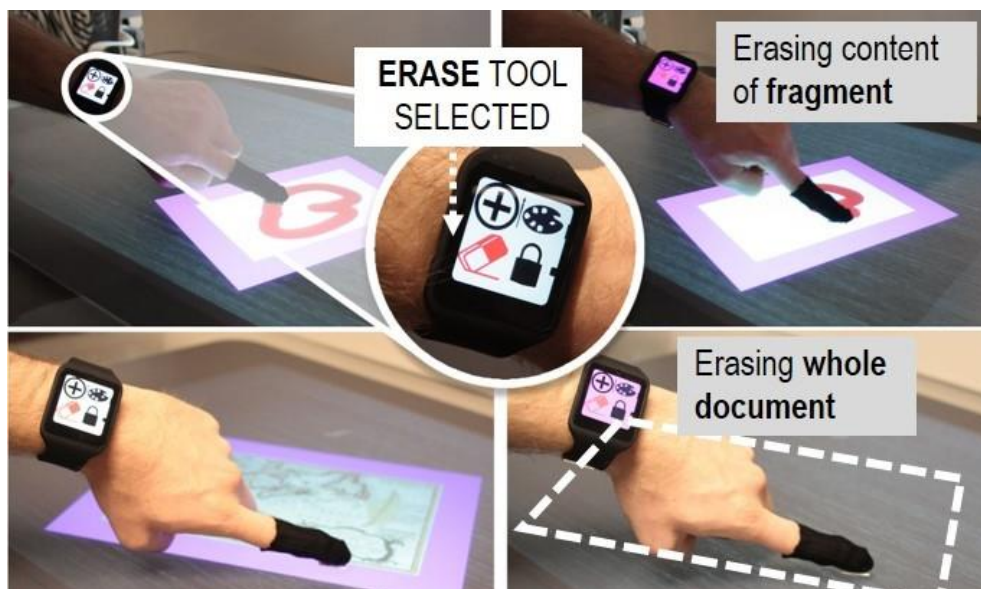 ERASE TOOL
SELECTED
Erasing content
of fragment
Erasing whole
document